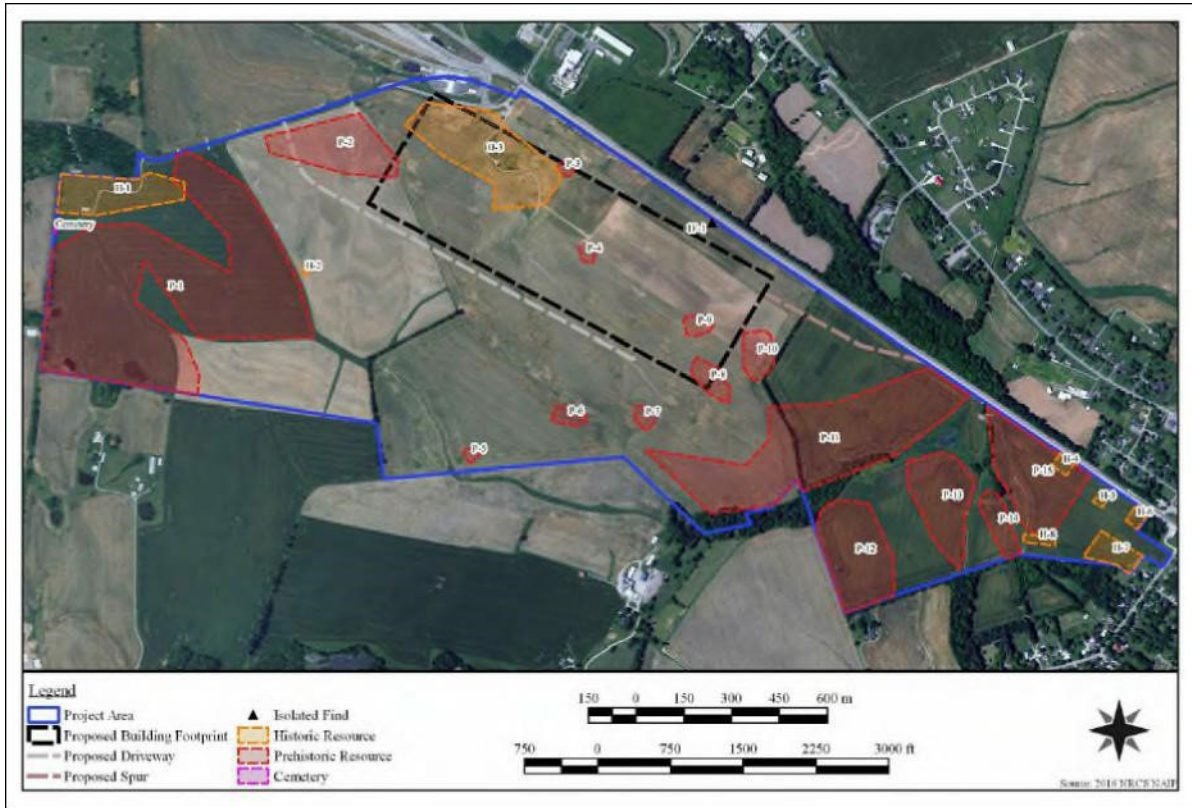 P-2
H-3
P-3
H-1
Cemetery
IF-1
P-4
H-2
P-1
P-9
P-10
P-8
P-6
P-7
P-11
P-5
P-15
H-4
P-13
H-5
H-6
P-14
H-8
P-12
H-7
Legend
Project Area
Proposed Building Footprint
Proposed Driveway
Proposed Spur
Isolated Find
Historic Resource
Prehistoric Resource
Cemetery
150 0 150 300 450 600 m
750 0 750 1500 2250 3000 ft
Source: 2016 NRCS NAIP